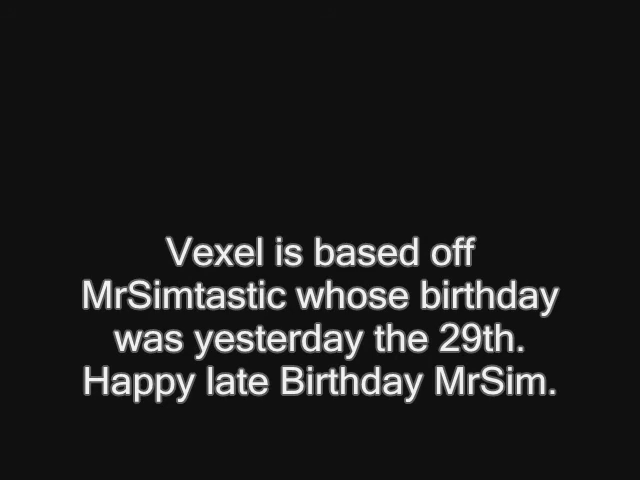 Vexel is based off
MrSimtastic whose birthday
was yesterday the 29th.
Happy late Birthday MrSim.